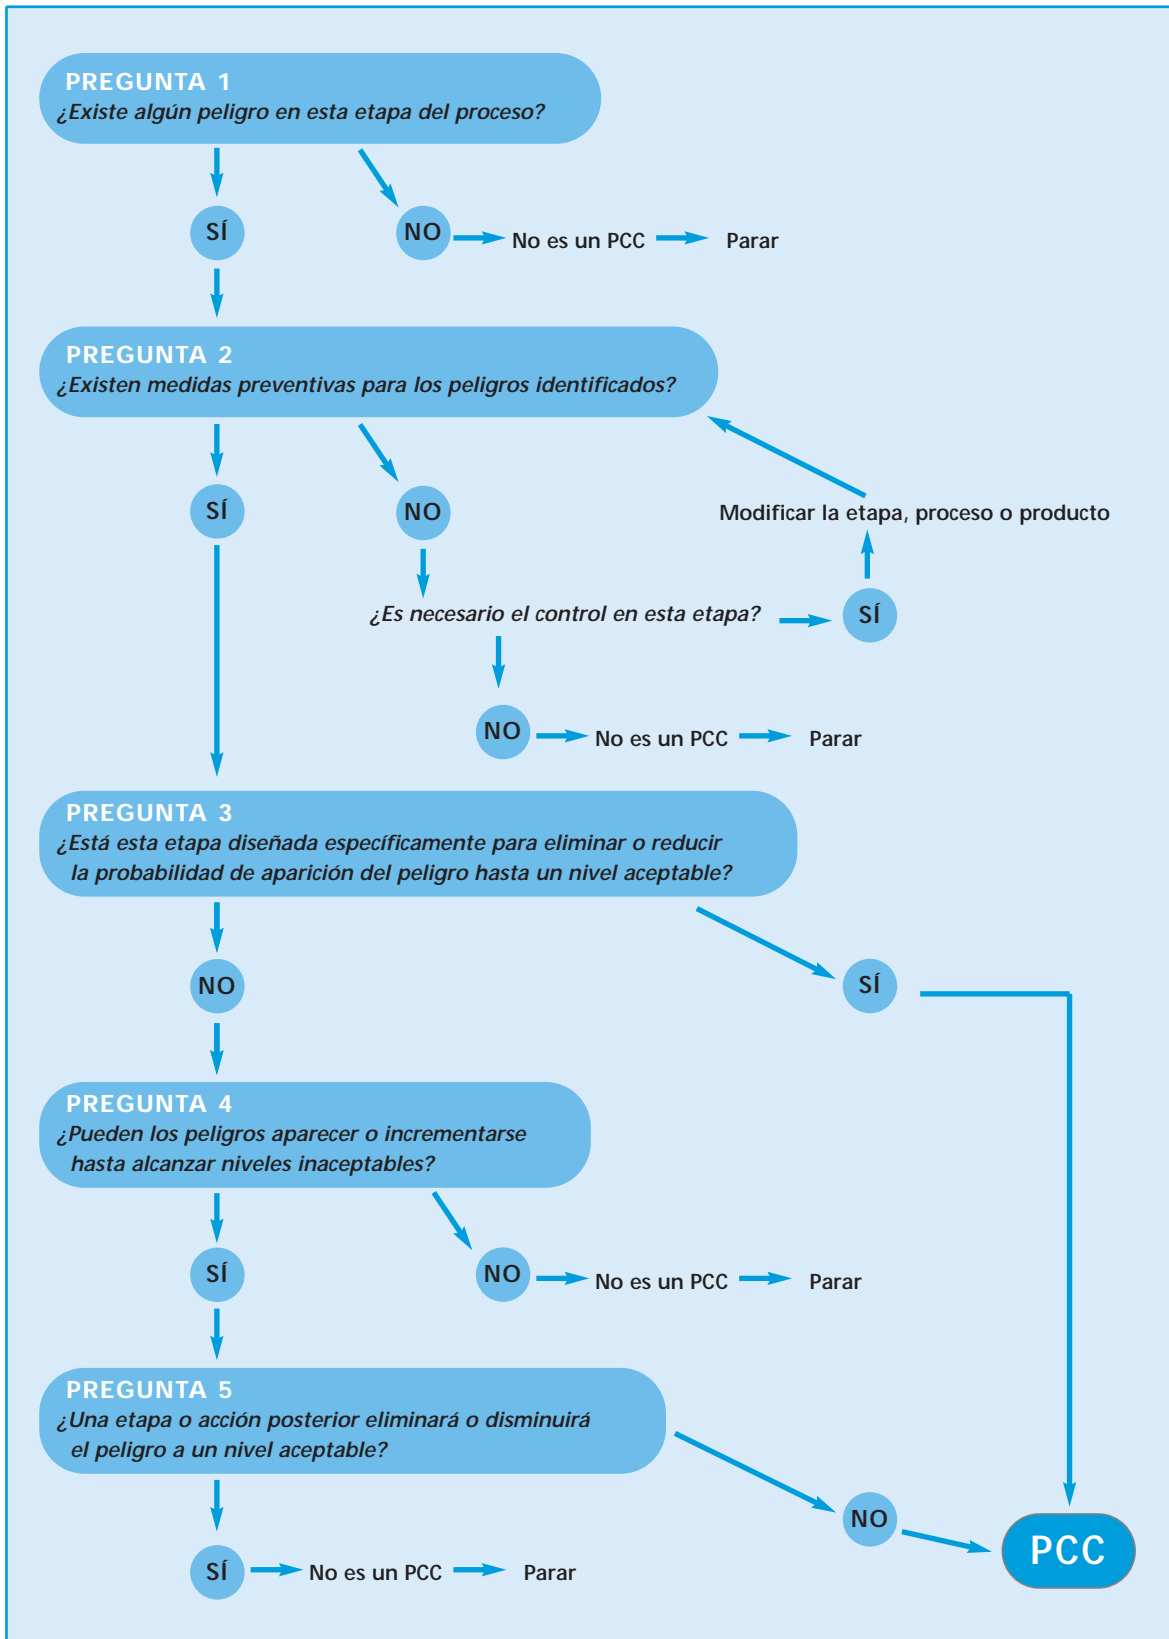 PREGUNTA 1
¿Existe algún peligro en esta etapa del proceso?
SÍ
NO
No es un PCC
Parar
PREGUNTA 2
¿Existen medidas preventivas para los peligros identificados?
SÍ
NO
Modificar la etapa, proceso o producto
¿Es necesario el control en esta etapa?
SÍ
NO
No es un PCC
Parar
PREGUNTA 3
¿Está esta etapa diseñada específicamente para eliminar o reducir
la probabilidad de aparición del peligro hasta un nivel aceptable?
NO
SÍ
PREGUNTA 4
¿Pueden los peligros aparecer o incrementarse
hasta alcanzar niveles inaceptables?
SÍ
NO
No es un PCC
Parar
PREGUNTA 5
¿Una etapa o acción posterior eliminará o disminuirá
el peligro a un nivel aceptable?
NO
PCC
SÍ
No es un PCC
Parar